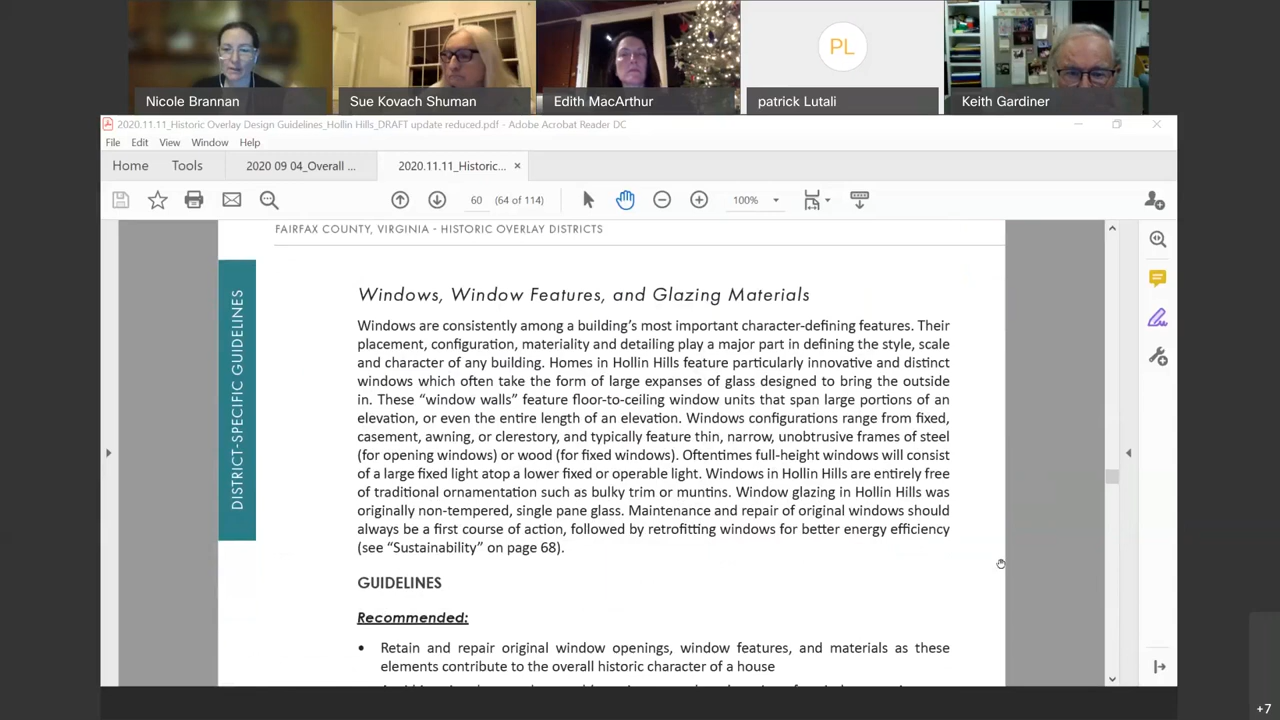 PL
Nicole Brannan
Sue Kovach Shuman
Edith MacArthur
patrick Lutali
Keith Gardiner
2020.11.11_Historic Overlay Design Guidelines_Hollin Hills_DRAFT update reduced.pdf - Adobe Acrobat Reader DC
File Edit View Window Help
Home Tools 2020 09 04_Overall ... 2020.11.11_Historic... ×
60 (64 of 114) 100%
FAIRFAX COUNTY, VIRGINIA - HISTORIC OVERLAY DISTRICTS
DISTRICT-SPECIFIC GUIDELINES
Windows, Window Features, and Glazing Materials
Windows are consistently among a building’s most important character-defining features. Their
placement, configuration, materiality and detailing play a major part in defining the style, scale
and character of any building. Homes in Hollin Hills feature particularly innovative and distinct
windows which often take the form of large expanses of glass designed to bring the outside
in. These “window walls” feature floor-to-ceiling window units that span large portions of an
elevation, or even the entire length of an elevation. Windows configurations range from fixed,
casement, awning, or clerestory, and typically feature thin, narrow, unobtrusive frames of steel
(for opening windows) or wood (for fixed windows). Oftentimes full-height windows will consist
of a large fixed light atop a lower fixed or operable light. Windows in Hollin Hills are entirely free
of traditional ornamentation such as bulky trim or muntins. Window glazing in Hollin Hills was
originally non-tempered, single pane glass. Maintenance and repair of original windows should
always be a first course of action, followed by retrofitting windows for better energy efficiency
(see “Sustainability” on page 68).
GUIDELINES
Recommended:
• Retain and repair original window openings, window features, and materials as these
elements contribute to the overall historic character of a house
+7